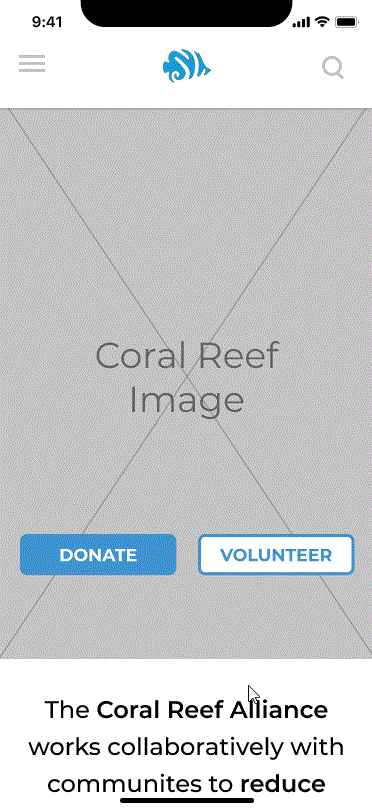 9:41
Coral Reef
Image
DONATE
VOLUNTEER
The Coral Reef Alliance
works collaboratively with
communites to reduce